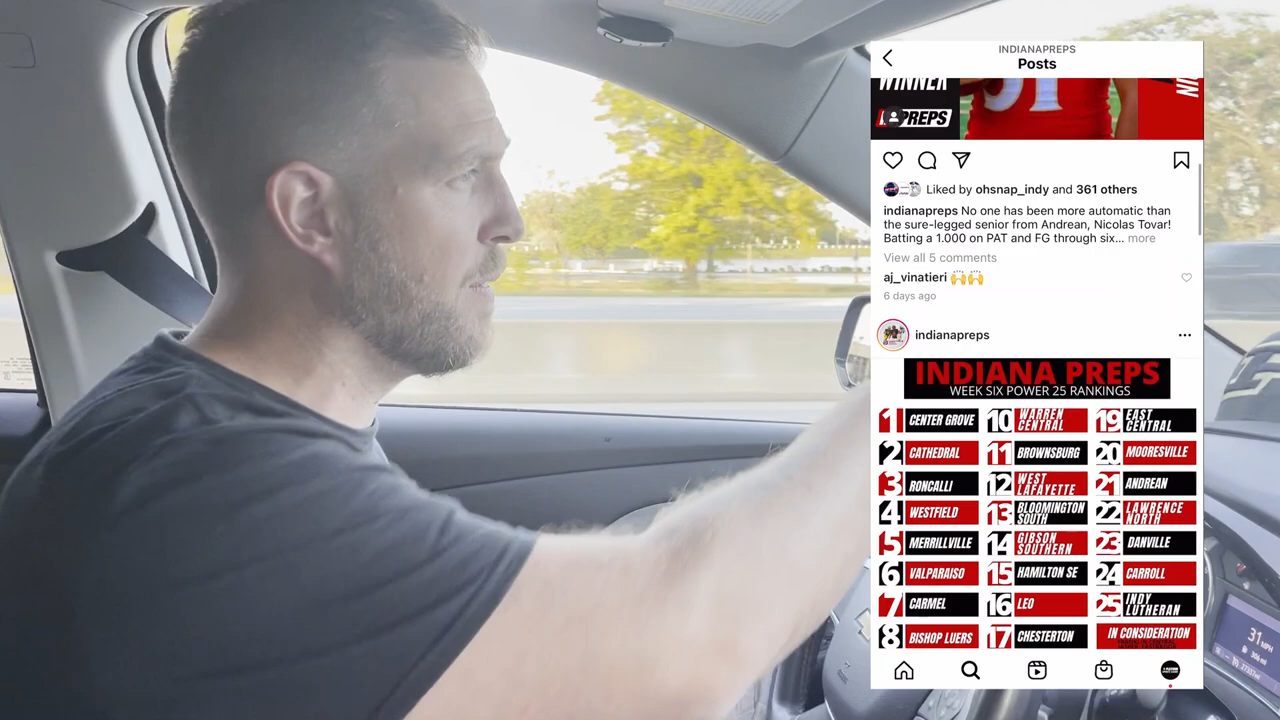 INDIANAPREPS
Posts
WINNER
PREPS
Liked by ohsnap_indy and 361 others
indianapreps No one has been more automatic than
the sure-legged senior from Andrean, Nicolas Tovar!
Batting a 1.000 on PAT and FG through six... more
View all 5 comments
aj_vinatieri 🙌🙌
6 days ago
indianapreps
INDIANA PREPS
WEEK SIX POWER 25 RANKINGS
1 CENTER GROVE
2 CATHEDRAL
3 RONCALLI
4 WESTFIELD
5 MERRILLVILLE
6 VALPARAISO
7 CARMEL
8 BISHOP LUERS
10 WARREN
CENTRAL
11 BROWNSBURG
12 WEST
LAFAYETTE
13 BLOOMINGTON
SOUTH
14 GIBSON
SOUTHERN
15 HAMILTON SE
16 LEO
17 CHESTERTON
19 EAST
CENTRAL
20 MOORESVILLE
21 ANDREAN
22 LAWRENCE
NORTH
23 DANVILLE
24 CARROLL
25 INDY
LUTHERAN
IN CONSIDERATION
31 MPH